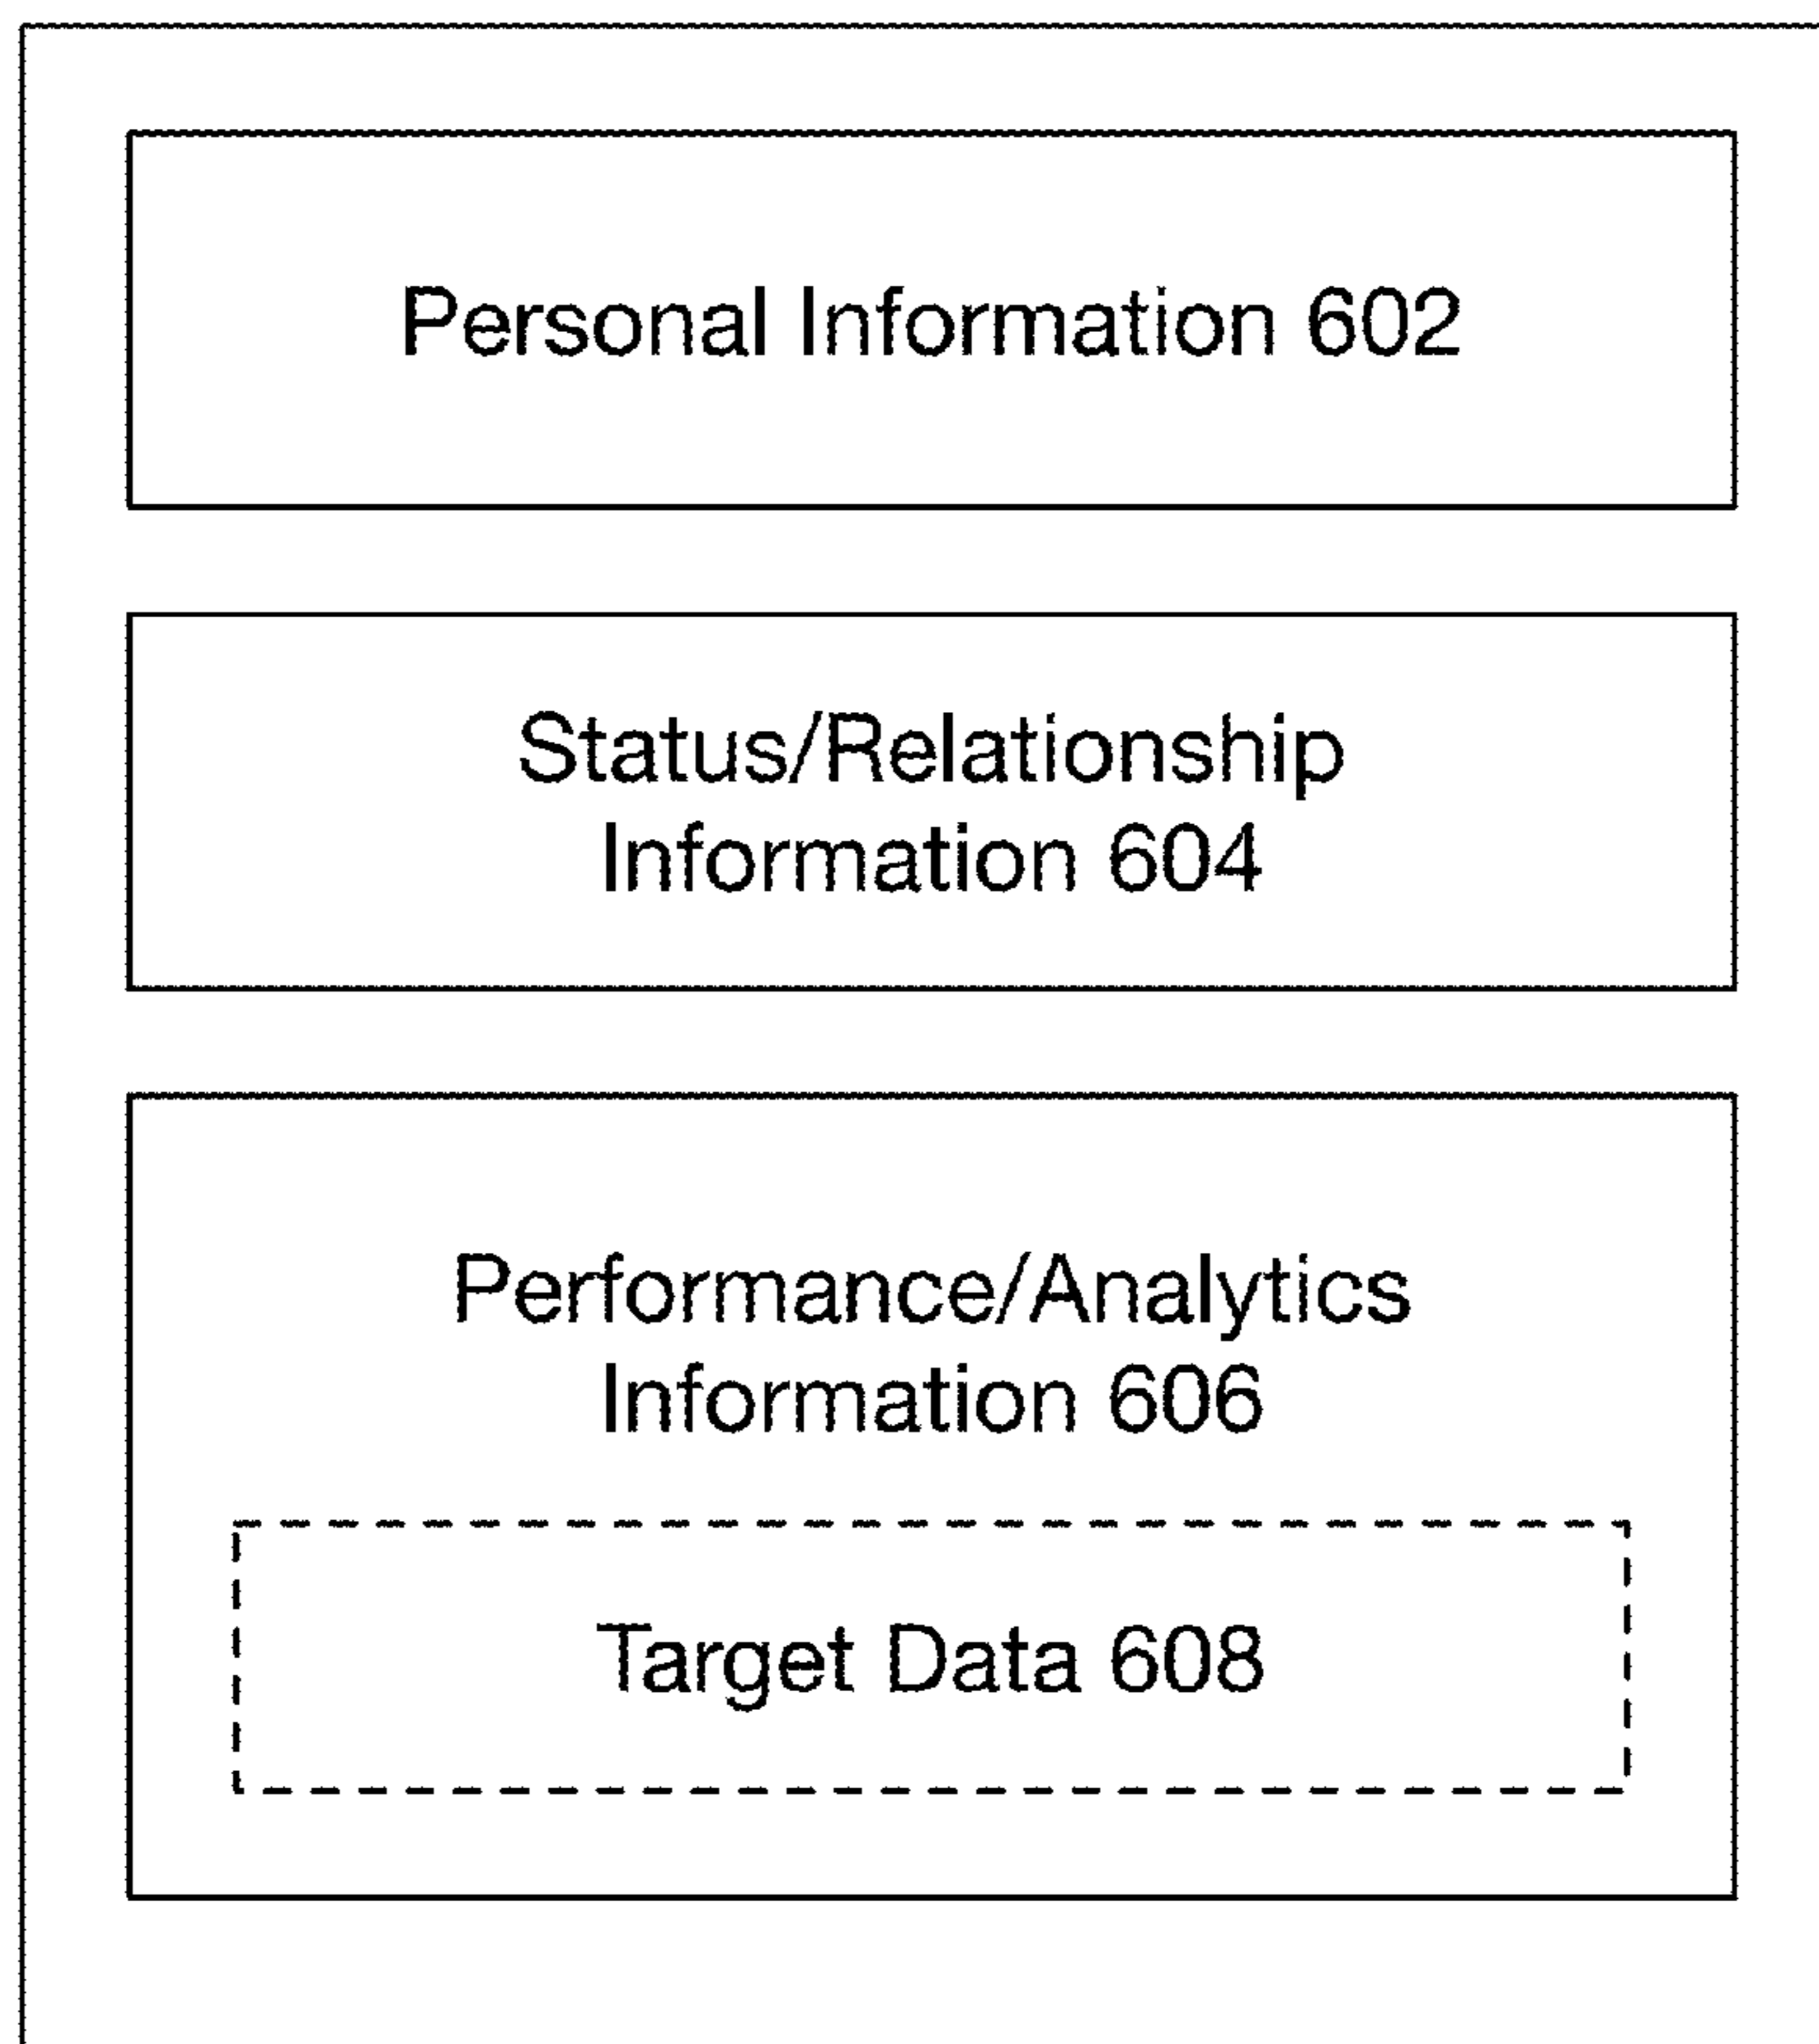 Personal Information 602
Status/Relationship
Information 604
Performance/Analytics
Information 606
Target Data 608